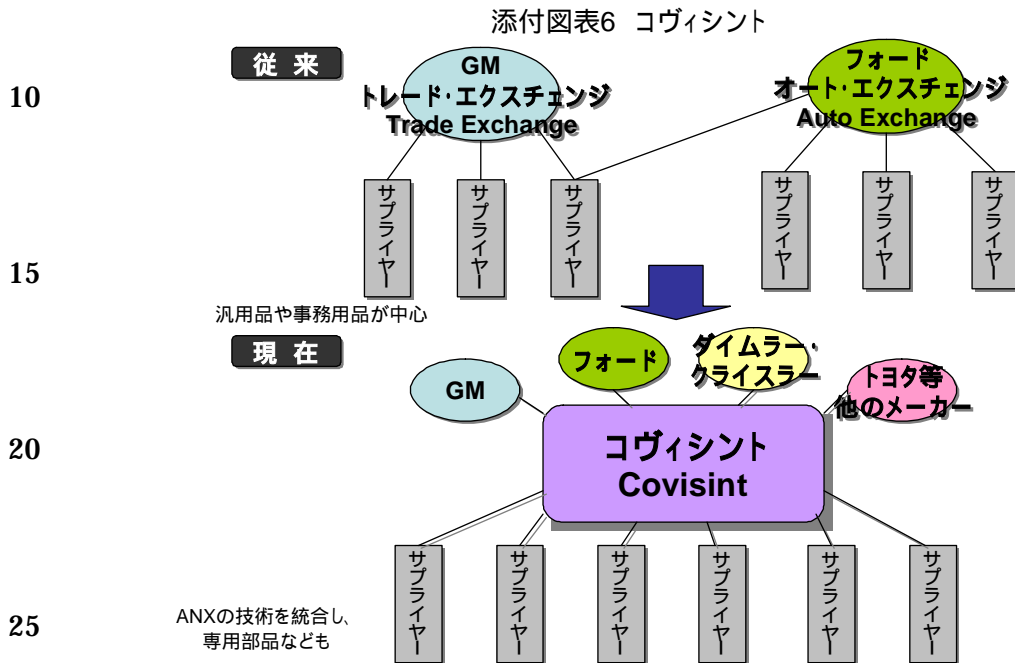 添付図表6 コヴィシント
従 来
10
GM
トレード・エクスチェンジ
Trade Exchange
フォード
オート・エクスチェンジ
Auto Exchange
サプライヤー
サプライヤー
サプライヤー
サプライヤー
サプライヤー
サプライヤー
15
汎用品や事務用品が中心
現 在
GM
フォード
ダイムラー・
クライスラー
トヨタ等
他のメーカー
20
コヴィシント
Covisint
サプライヤー
サプライヤー
サプライヤー
サプライヤー
サプライヤー
サプライヤー
25
ANXの技術を統合し、
専用部品なども